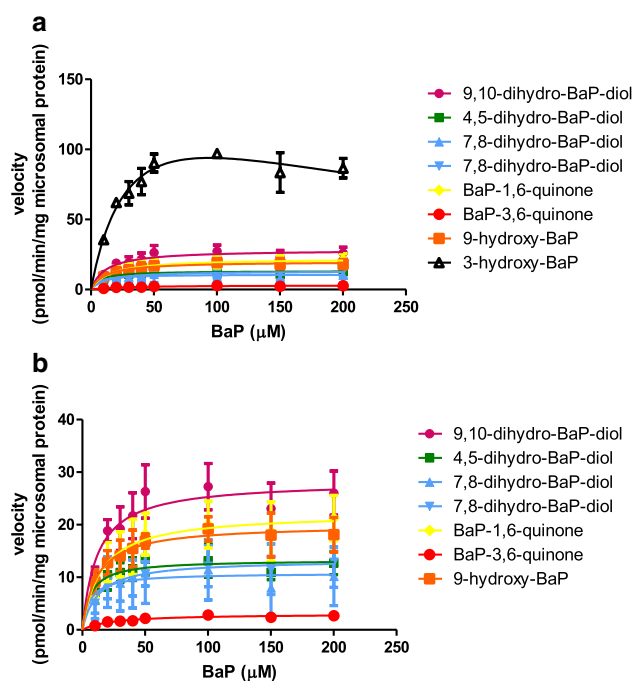 a
velocity
(pmol/min/mg microsomal protein)
150
100
50
0
0 50 100 150 200 250
BaP (µM)
9,10-dihydro-BaP-diol
4,5-dihydro-BaP-diol
7,8-dihydro-BaP-diol
7,8-dihydro-BaP-diol
BaP-1,6-quinone
BaP-3,6-quinone
9-hydroxy-BaP
3-hydroxy-BaP
b
velocity
(pmol/min/mg microsomal protein)
40
30
20
10
0
0 50 100 150 200 250
BaP (µM)
9,10-dihydro-BaP-diol
4,5-dihydro-BaP-diol
7,8-dihydro-BaP-diol
7,8-dihydro-BaP-diol
BaP-1,6-quinone
BaP-3,6-quinone
9-hydroxy-BaP